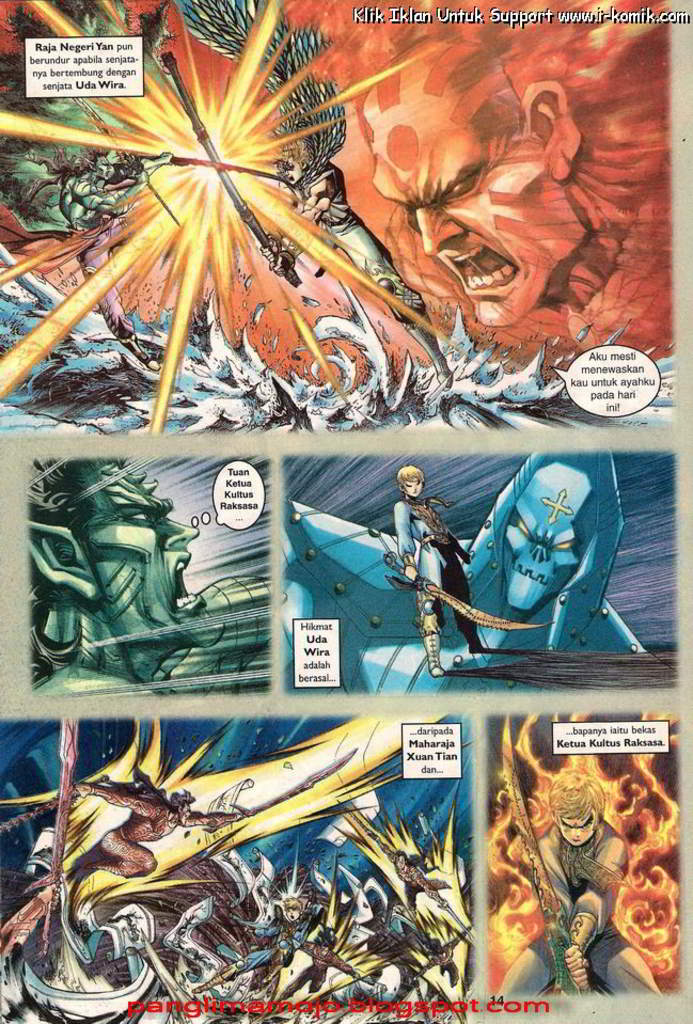 Klik Iklan Untuk Support www.ir-komik.com
Raja Negeri Yan pun
berundur apabila senjata-
nya bertembung dengan
senjata Uda Wira.
Aku mesti
menewaskan
kau untuk ayahku
pada hari
ini!
Tuan
Ketua
Kultus
Raksasa
...
Hikmat
Uda
Wira
adalah
berasal...
...daripada
Maharaja
Xuan Tian
dan...
...bapanya iaitu bekas
Ketua Kultus Raksasa.
14
panglimamojo.blogspot.com